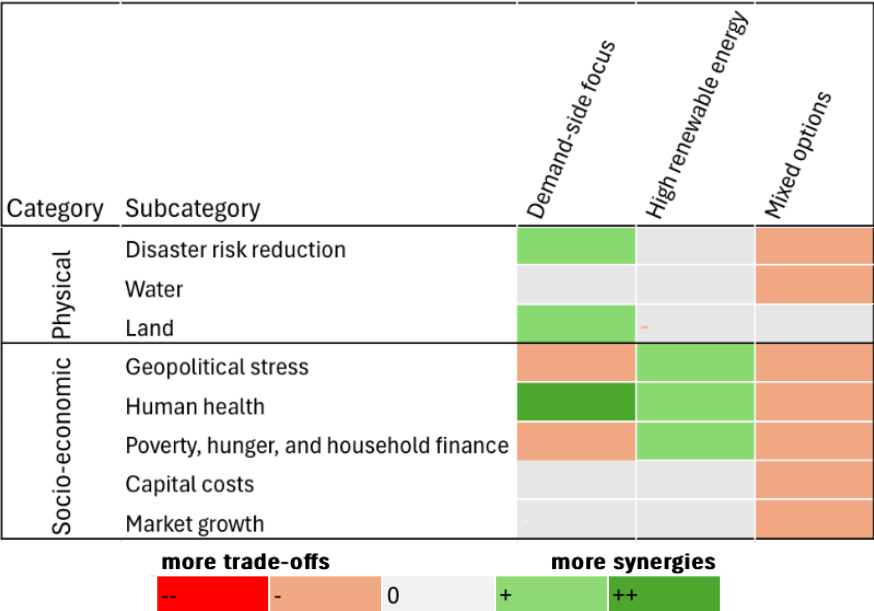 Demand-side focus
High renewable energy
Mixed options
Category Subcategory
Physical
Disaster risk reduction
Water
Land
-
Socio-economic
Geopolitical stress
Human health
Poverty, hunger, and household finance
Capital costs
Market growth
more trade-offs more synergies
-- - 0 + ++